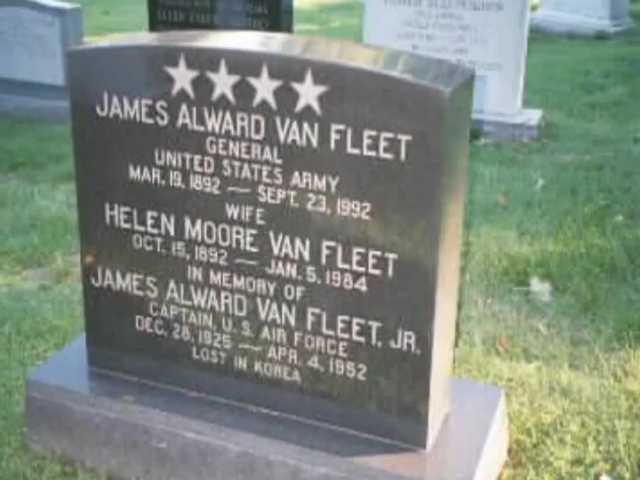 JAMES ALWARD VAN FLEET
GENERAL
UNITED STATES ARMY
MAR. 19, 1892 — SEPT. 23, 1992
WIFE
HELEN MOORE VAN FLEET
OCT. 15, 1892 — JAN. 5, 1984
IN MEMORY OF
JAMES ALWARD VAN FLEET, JR.
CAPTAIN, U. S. AIR FORCE
DEC. 28, 1925 — APR. 4, 1952
LOST IN KOREA